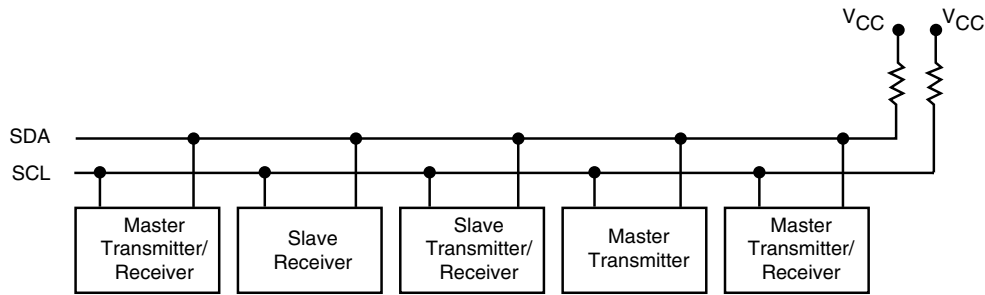 VCC VCC
SDA
SCL
Master
Transmitter/
Receiver
Slave
Receiver
Slave
Transmitter/
Receiver
Master
Transmitter
Master
Transmitter/
Receiver